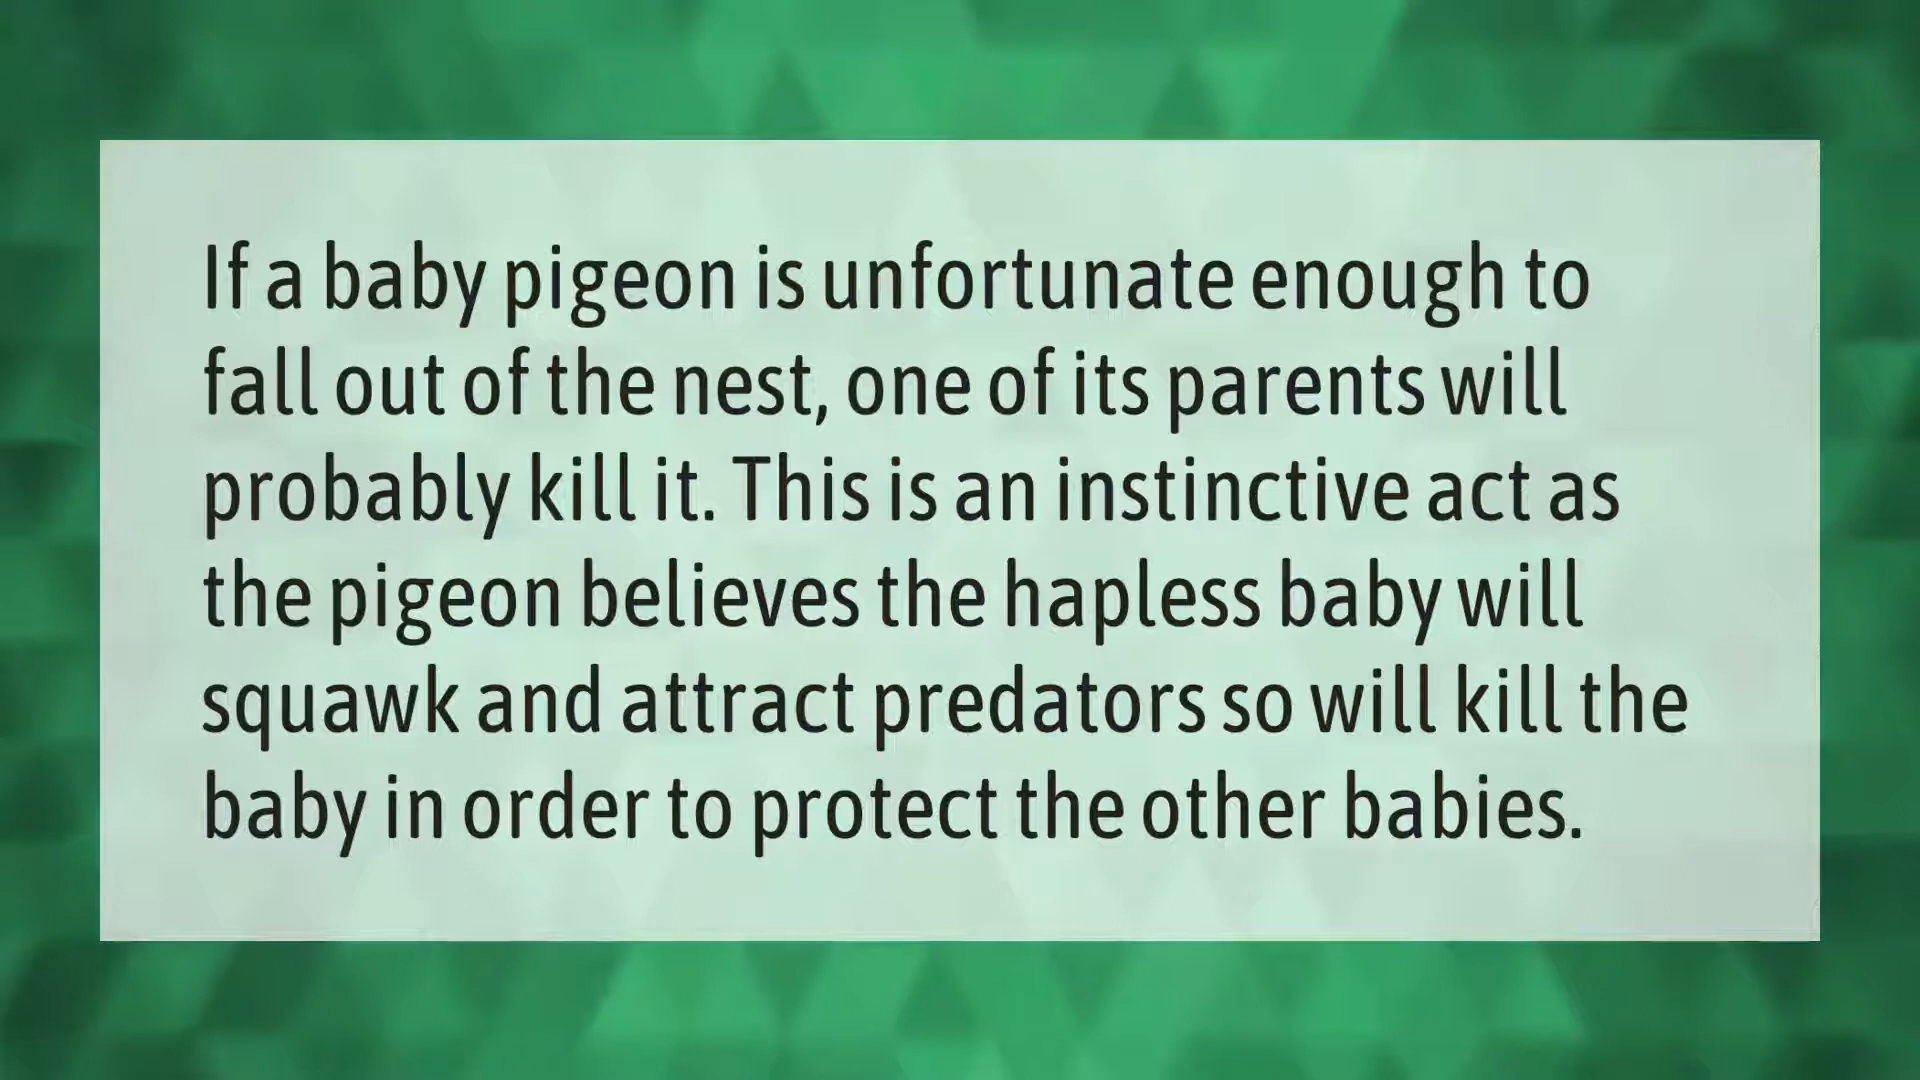 If a baby pigeon is unfortunate enough to
fall out of the nest, one of its parents will
probably kill it. This is an instinctive act as
the pigeon believes the hapless baby will
squawk and attract predators so will kill the
baby in order to protect the other babies.